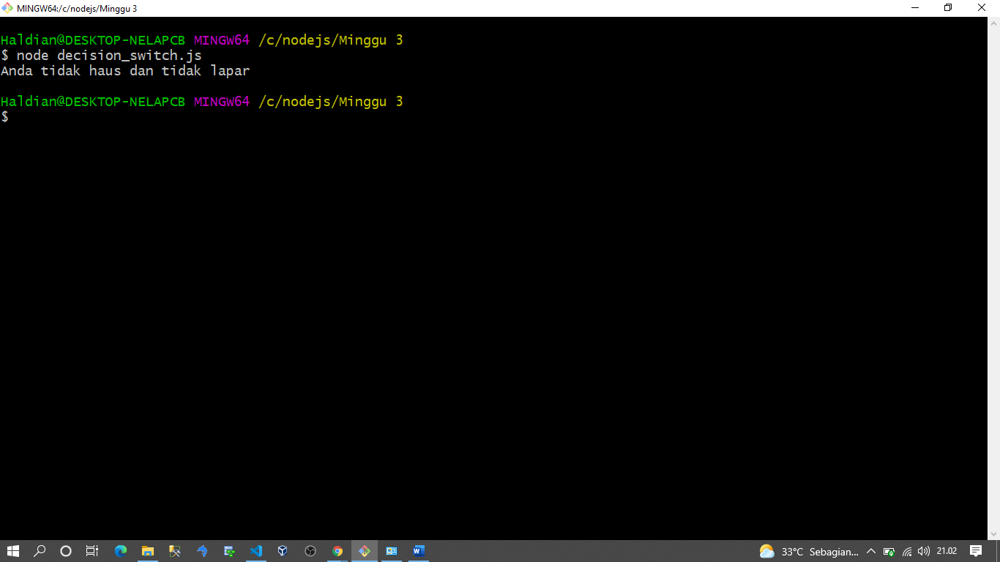 MINGW64:/c/nodejs/Minggu 3
Haldian@DESKTOP-NELAPCB MINGW64 /c/nodejs/Minggu 3
$ node decision_switch.js
Anda tidak haus dan tidak lapar
Haldian@DESKTOP-NELAPCB MINGW64 /c/nodejs/Minggu 3
$
33°C Sebagian... 21.02